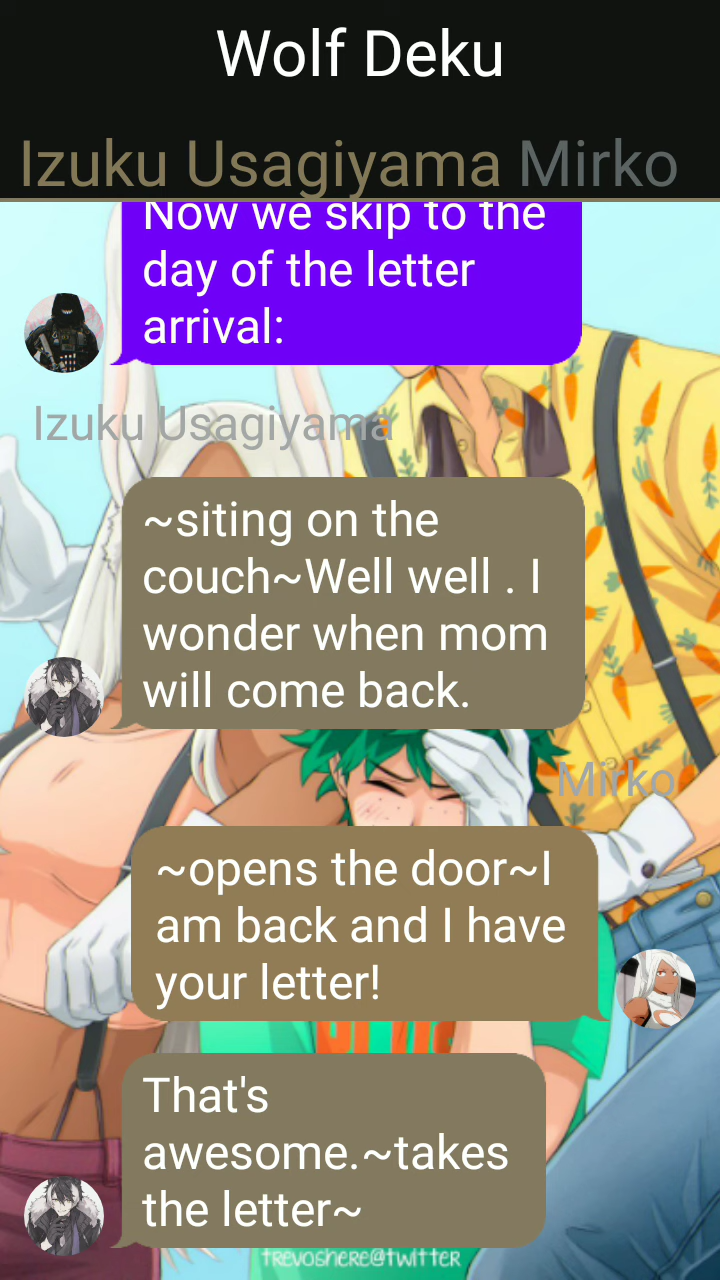 Wolf Deku
Izuku Usagiyama Mirko
Now we skip to the
day of the letter
arrival:
Izuku Usagiyama
~siting on the
couch~Well well . I
wonder when mom
will come back.
Mirko
~opens the door~I
am back and I have
your letter!
That's
awesome.~takes
the letter~
trevoshere@twitter